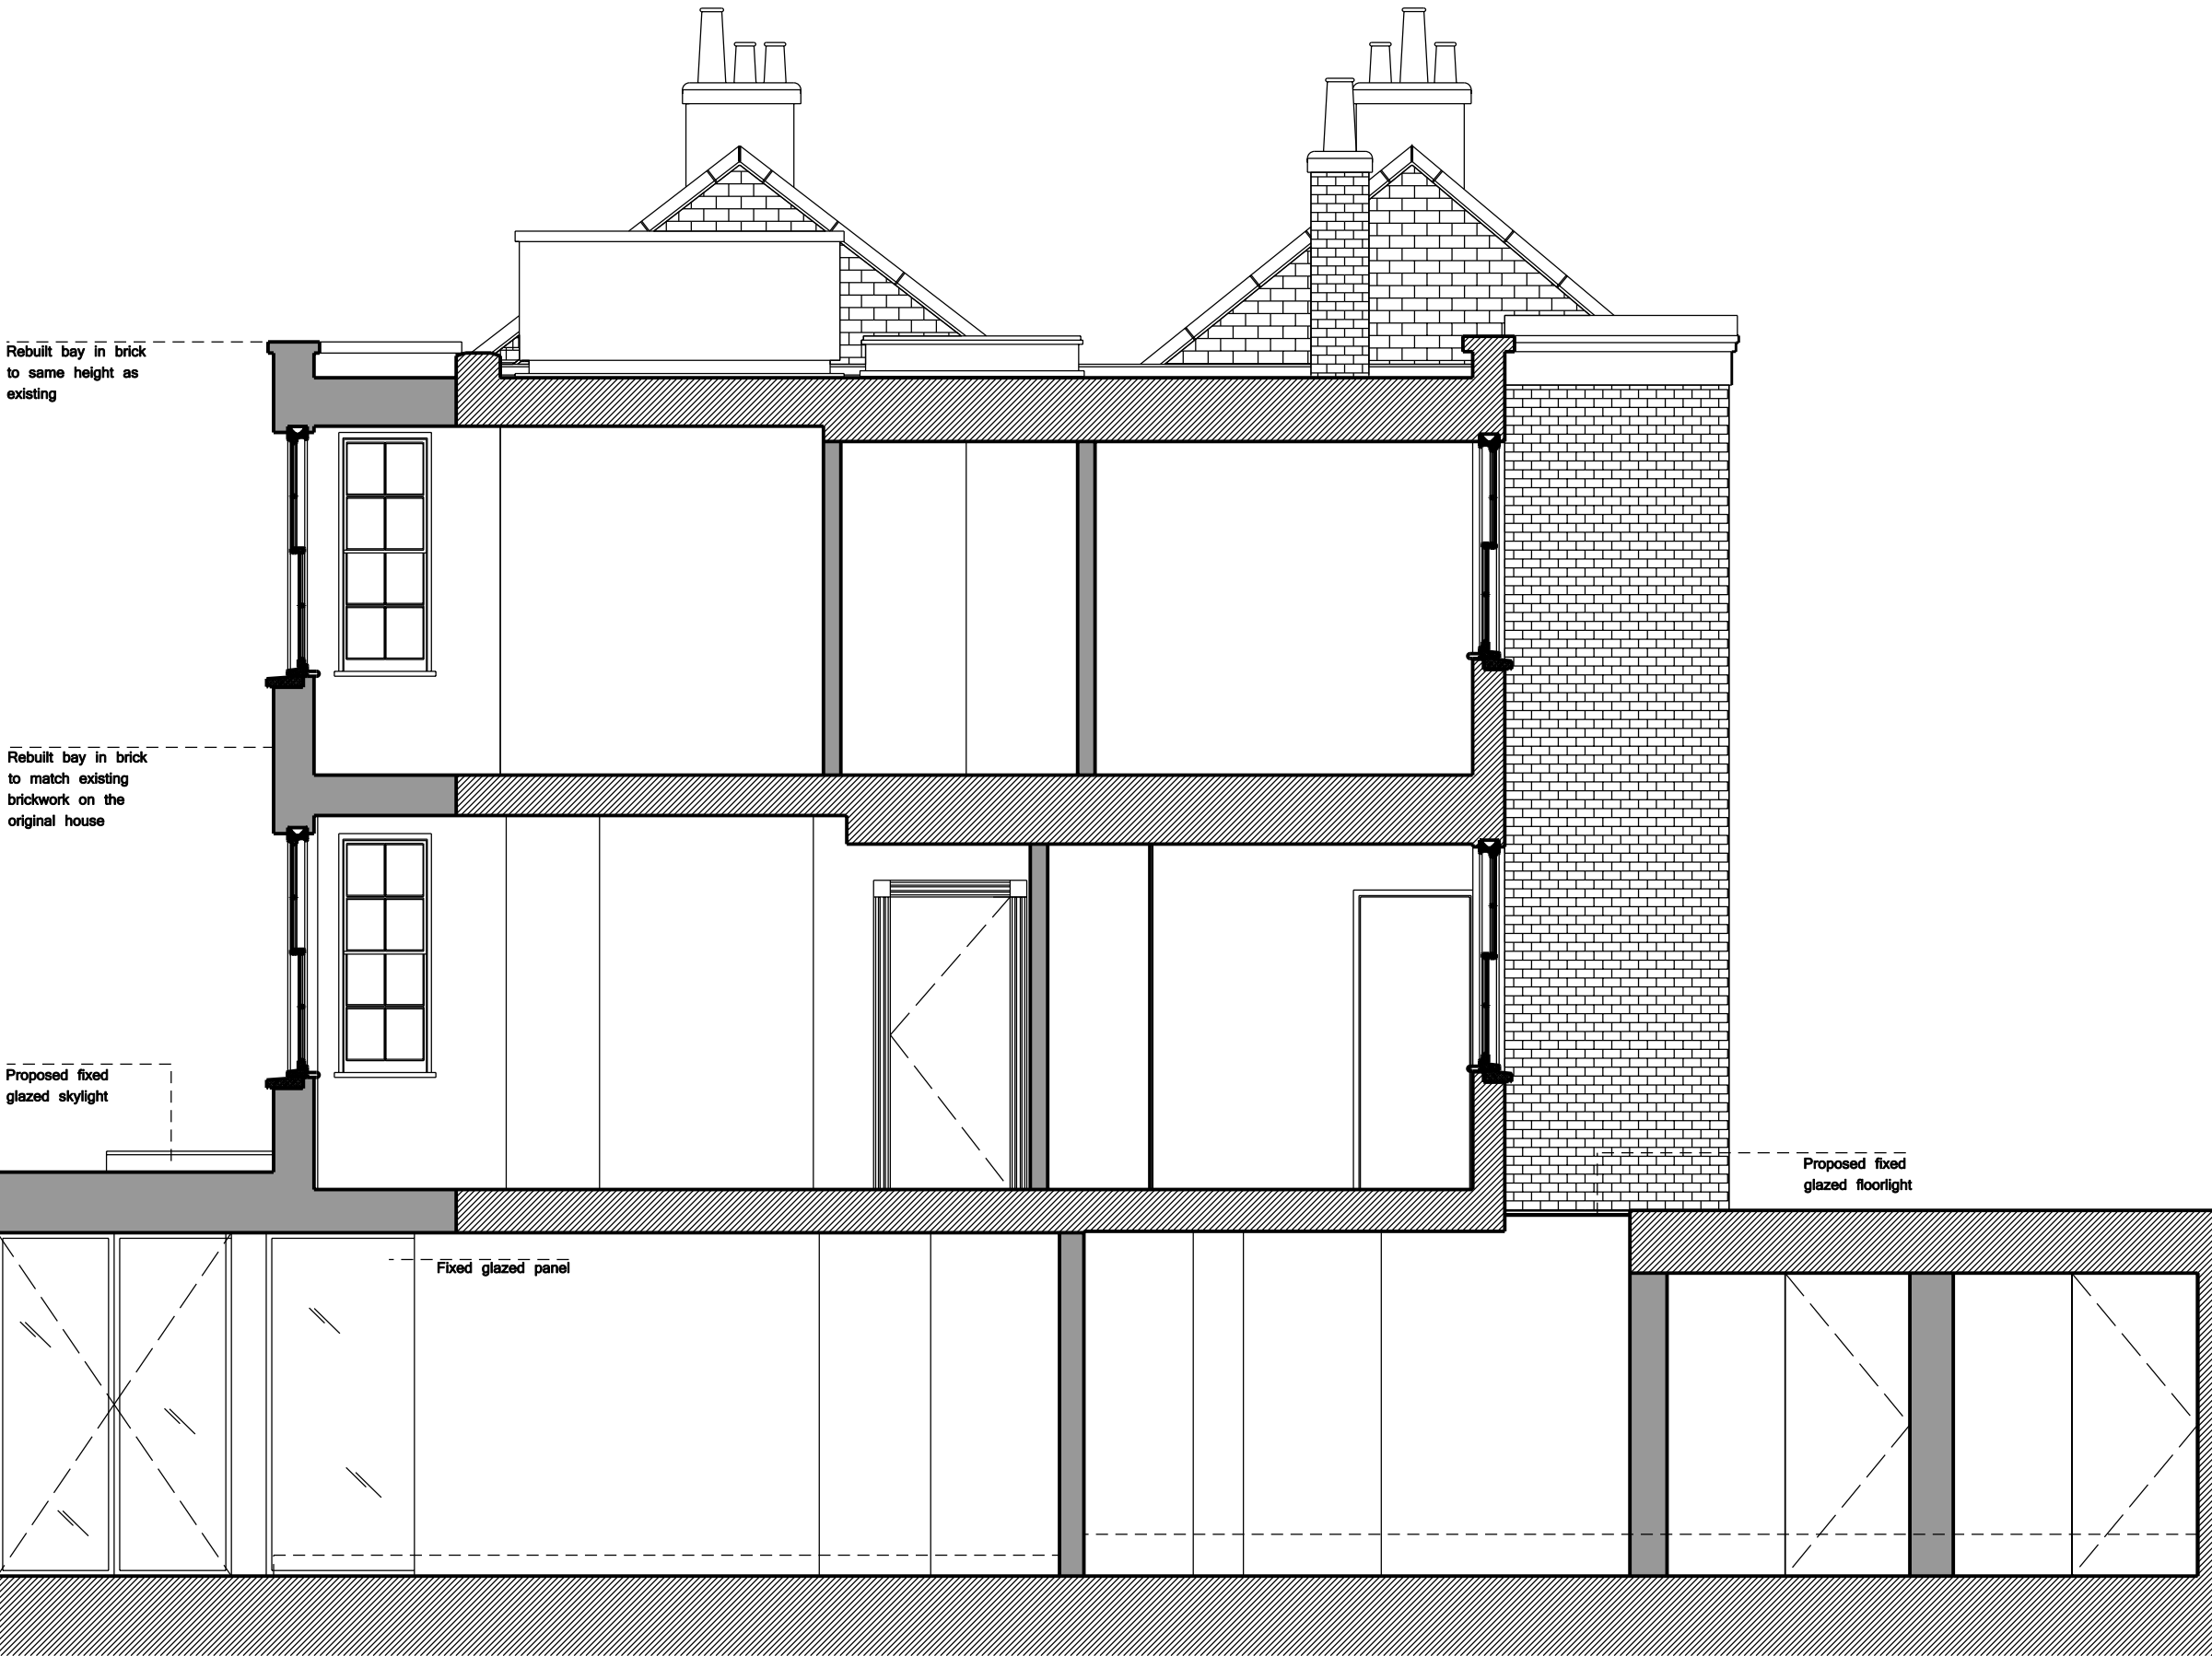 Rebuilt bay in brick
to same height as
existing
Rebuilt bay in brick
to match existing
brickwork on the
original house
Proposed fixed
glazed skylight
Proposed fixed
glazed floorlight
Fixed glazed panel